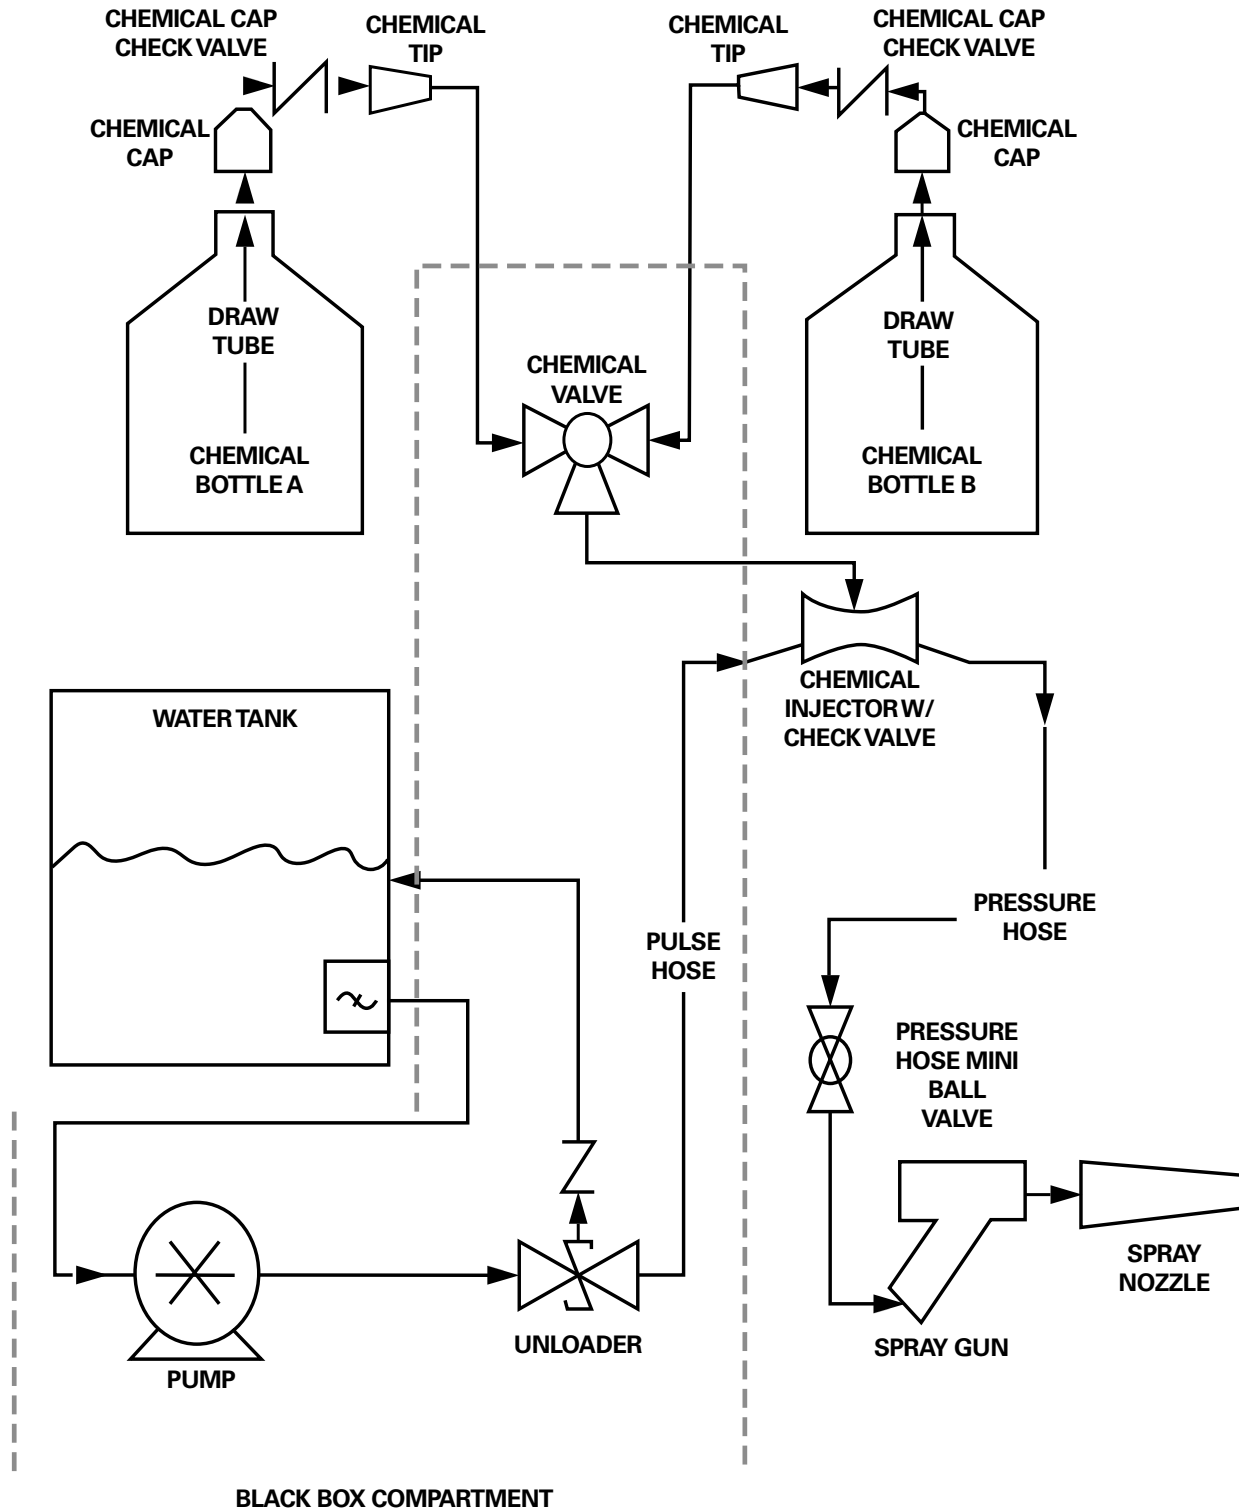 CHEMICAL CAP
CHECK VALVE
CHEMICAL
TIP
CHEMICAL
TIP
CHEMICAL CAP
CHECK VALVE
CHEMICAL
CAP
CHEMICAL
CAP
DRAW
TUBE
DRAW
TUBE
CHEMICAL
VALVE
CHEMICAL
BOTTLE A
CHEMICAL
BOTTLE B
CHEMICAL
INJECTOR W/
CHECK VALVE
WATER TANK
PULSE
HOSE
PRESSURE
HOSE
PRESSURE
HOSE MINI
BALL
VALVE
SPRAY
NOZZLE
UNLOADER
SPRAY GUN
PUMP
BLACK BOX COMPARTMENT